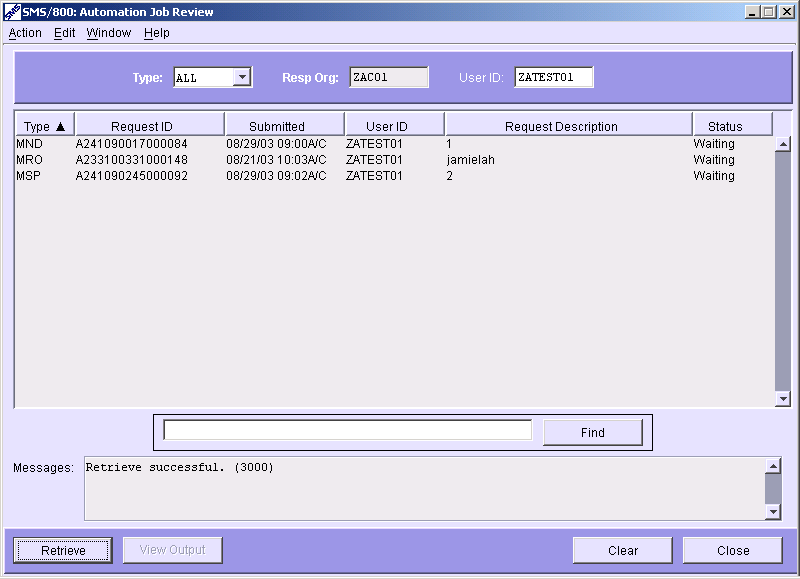 SMS/800: Automation Job Review
Action Edit Window Help
Type: ALL Resp Org: ZAC01 User ID: ZATEST01
Type ▲ Request ID Submitted User ID Request Description Status
MND A241090017000084 08/29/03 09:00A/C ZATEST01 1 Waiting
MRO A233100331000148 08/21/03 10:03A/C ZATEST01 jamielah Waiting
MSP A241090245000092 08/29/03 09:02A/C ZATEST01 2 Waiting
Find
Messages: Retrieve successful. (3000)
Retrieve View Output Clear Close